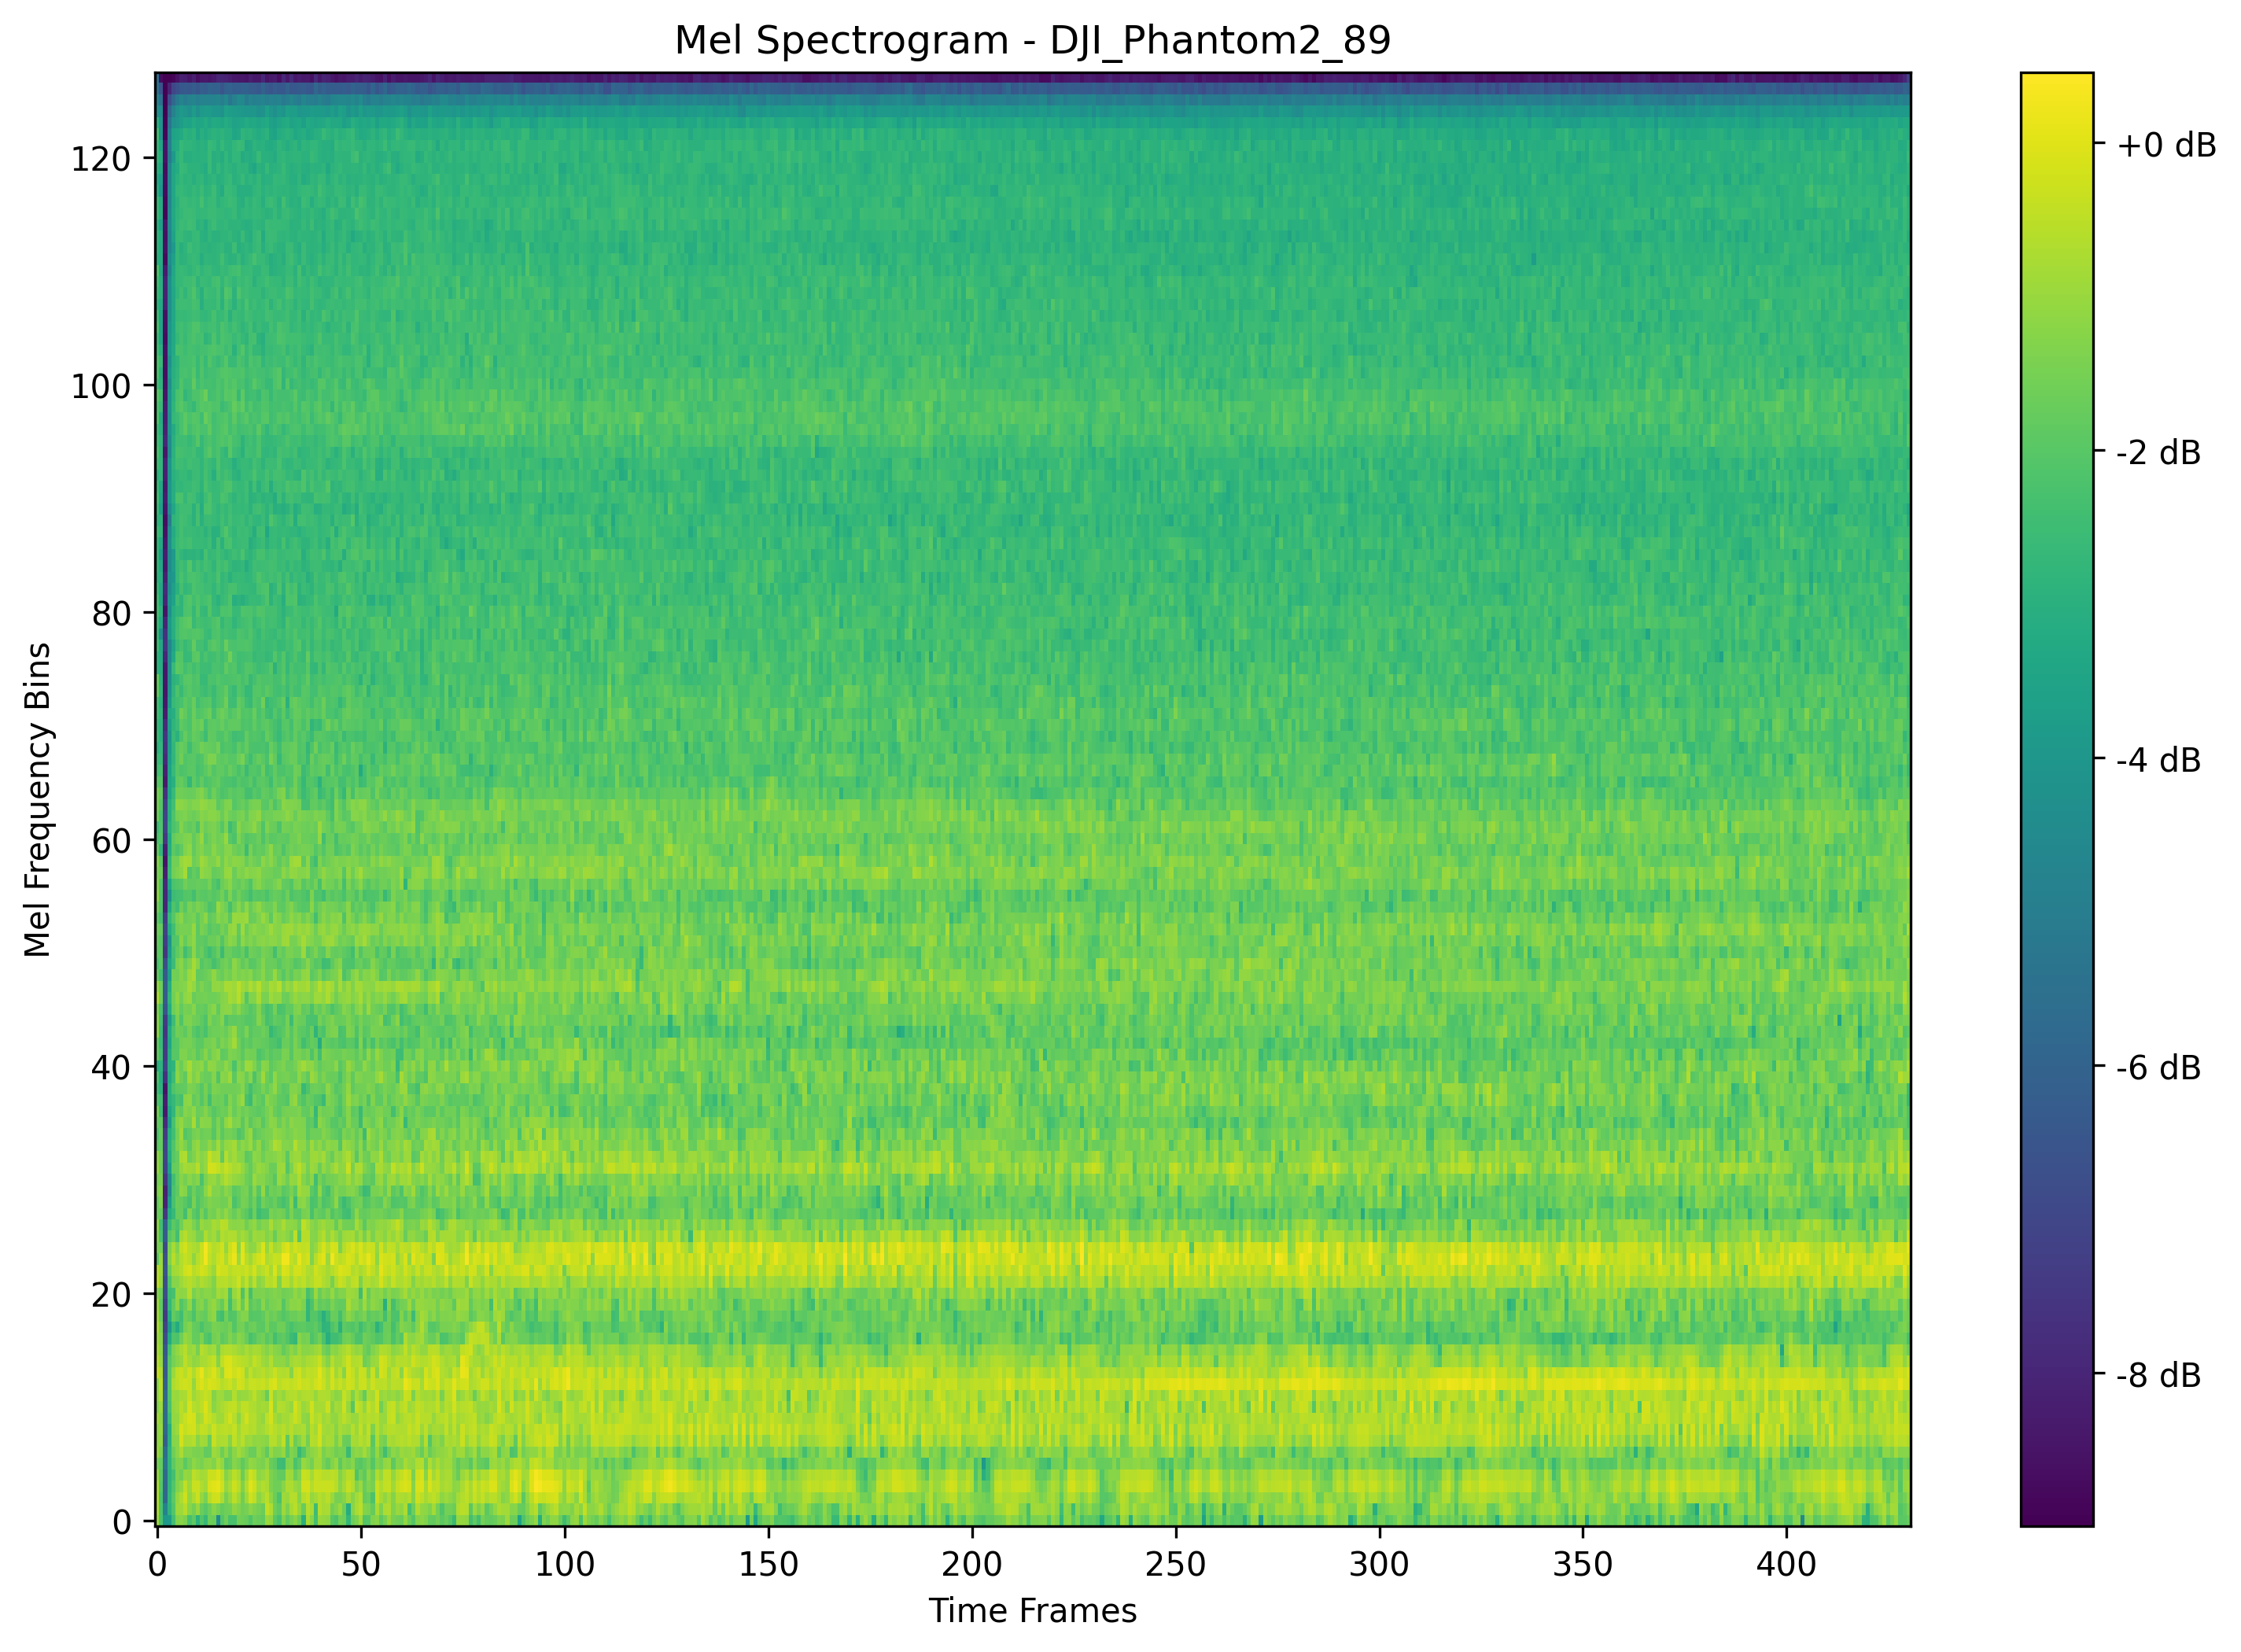 Mel Spectrogram - DJI_Phantom2_89
Mel Frequency Bins
120
100
80
60
40
20
0
0 50 100 150 200 250 300 350 400
Time Frames
+0 dB
-2 dB
-4 dB
-6 dB
-8 dB